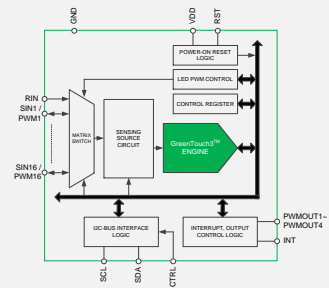 GND
VDD
RST
POWER-ON RESET
LOGIC
LED PWM CONTROL
CONTROL REGISTER
RIN
SIN1 /
PWM1
MATRIX
SWITCH
SENSING
SOURCE
CIRCUIT
GreenTouch3™
ENGINE
SIN16 /
PWM16
I2C-BUS INTERFACE
LOGIC
INTERRUPT, OUTPUT
CONTROL LOGIC
PWMOUT1~
PWMOUT4
INT
SCL
SDA
CTRL